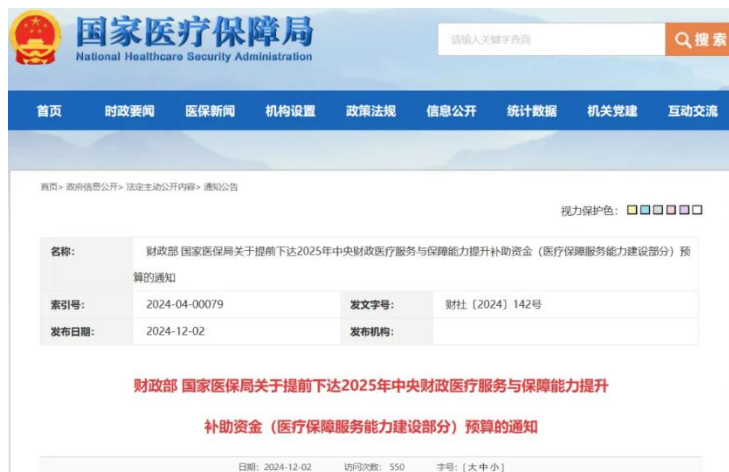 国家医疗保障局
National Healthcare Security Administration
请输入关键字查询
搜索
首页 时政要闻 医保新闻 机构设置 政策法规 信息公开 统计数据 机关党建 互动交流
首页> 政府信息公开> 法定主动公开内容> 通知公告
视力保护色：
名称： 财政部 国家医保局关于提前下达2025年中央财政医疗服务与保障能力提升补助资金（医疗保障服务能力建设部分）预
算的通知
索引号： 2024-04-00079 发文字号： 财社〔2024〕142号
发布日期： 2024-12-02 发布机构：
财政部 国家医保局关于提前下达2025年中央财政医疗服务与保障能力提升
补助资金（医疗保障服务能力建设部分）预算的通知
日期：2024-12-02 访问次数：550 字号：[ 大 中 小 ]